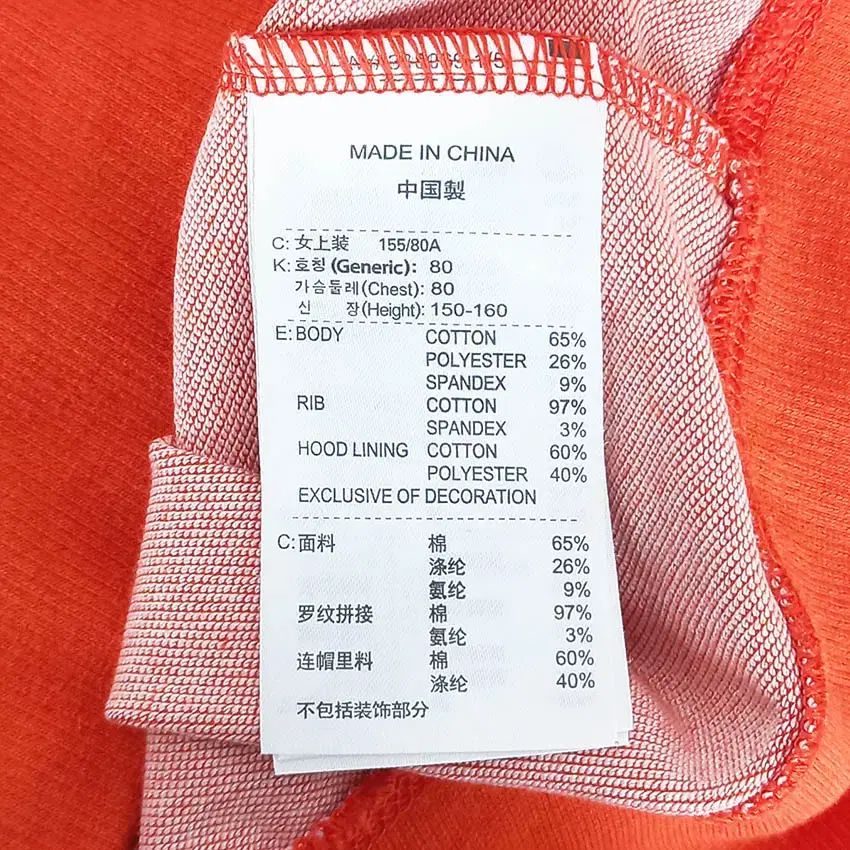 MADE IN CHINA
中国製
C: 女上装 155/80A
K: 호칭 (Generic): 80
가슴둘레(Chest): 80
신 장(Height): 150-160
E: BODY COTTON 65%
POLYESTER 26%
SPANDEX 9%
RIB COTTON 97%
SPANDEX 3%
HOOD LINING COTTON 60%
POLYESTER 40%
EXCLUSIVE OF DECORATION
C: 面料 棉 65%
涤纶 26%
氨纶 9%
罗纹拼接 棉 97%
氨纶 3%
连帽里料 棉 60%
涤纶 40%
不包括装饰部分